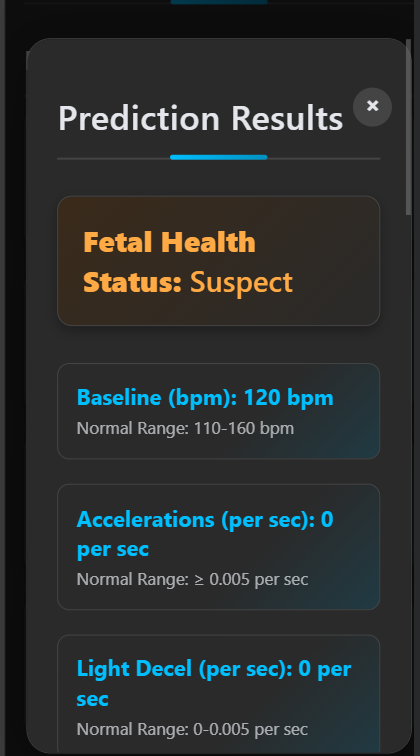 Prediction Results
×
Fetal Health
Status: Suspect
Baseline (bpm): 120 bpm
Normal Range: 110-160 bpm
Accelerations (per sec): 0
per sec
Normal Range: ≥ 0.005 per sec
Light Decel (per sec): 0 per
sec
Normal Range: 0-0.005 per sec